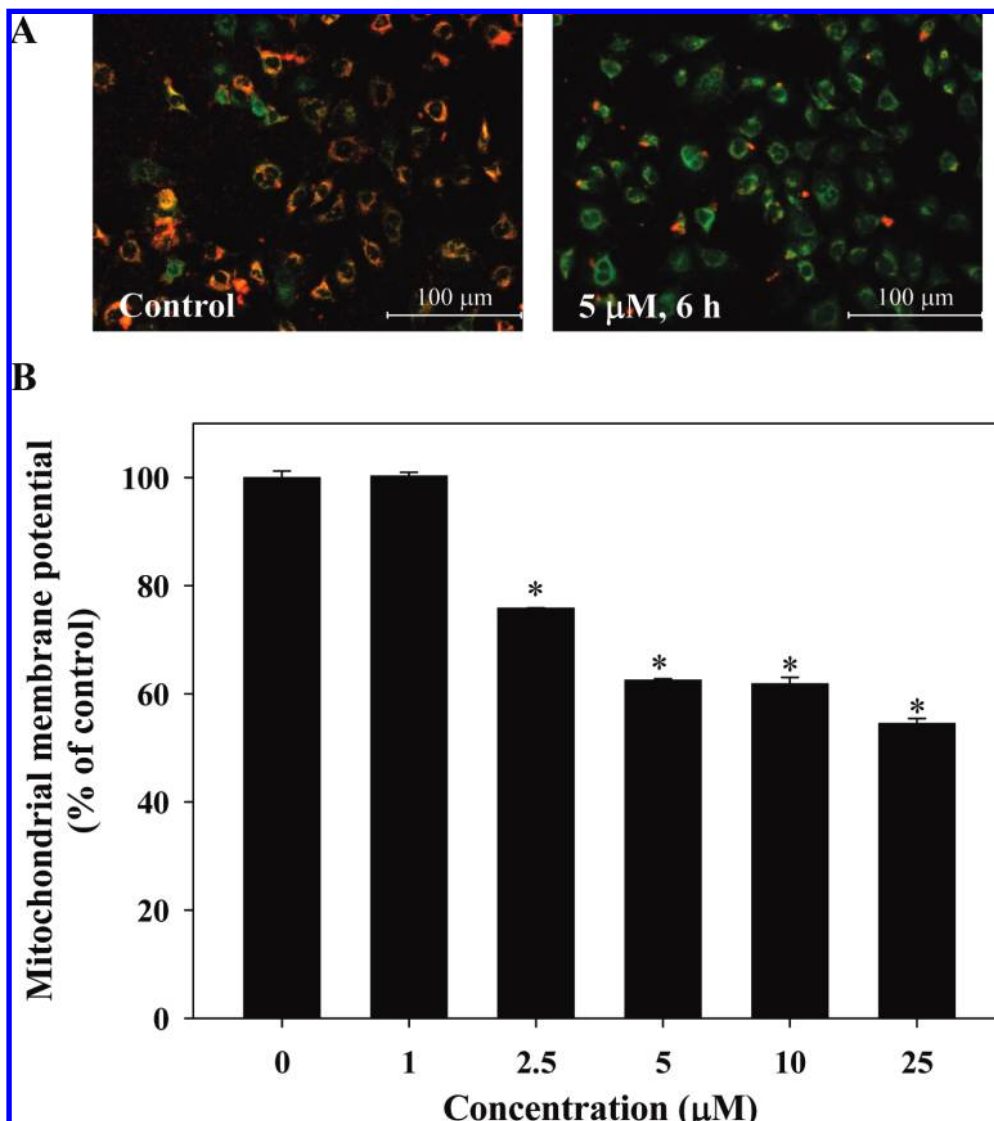 A
Control
100 μm
5 μM, 6 h
100 μm
B
Mitochondrial membrane potential
(% of control)
100
80
60
40
20
0
*
*
*
*
0 1 2.5 5 10 25
Concentration (μM)